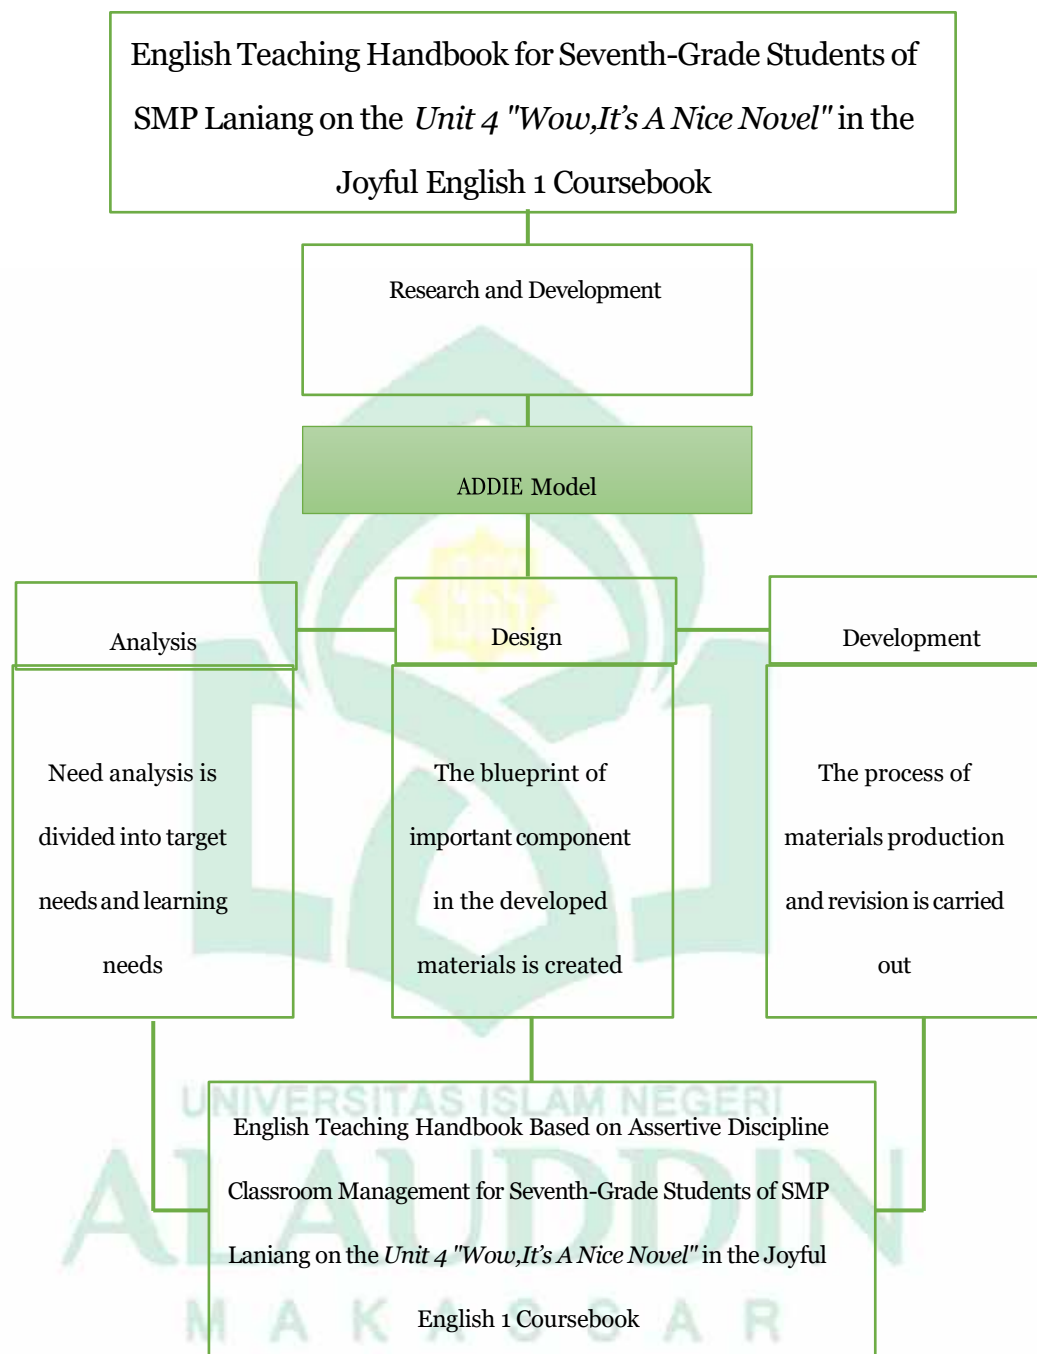 English Teaching Handbook for Seventh-Grade Students of
SMP Laniang on the Unit 4 "Wow,It's A Nice Novel" in the
Joyful English 1 Coursebook
Research and Development
ADDIE Model
Analysis
Design
Development
Need analysis is
divided into target
needs and learning
needs
The blueprint of
important component
in the developed
materials is created
The process of
materials production
and revision is carried
out
UNIVERSITAS ISLAM NEGERI
ALAUDDIN
MAKASSAR
English Teaching Handbook Based on Assertive Discipline
Classroom Management for Seventh-Grade Students of SMP
Laniang on the Unit 4 "Wow,It's A Nice Novel" in the Joyful
English 1 Coursebook